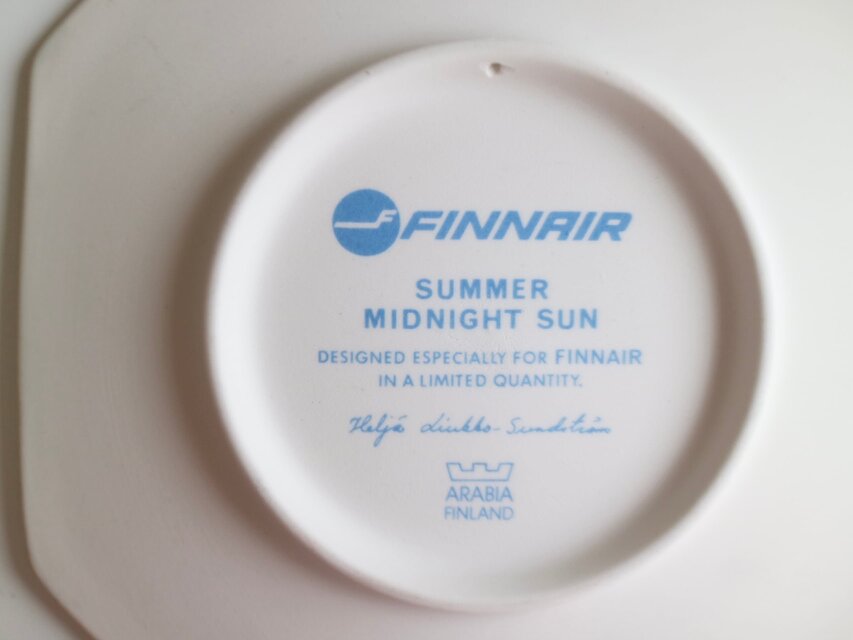 FINNAIR
SUMMER
MIDNIGHT SUN
DESIGNED ESPECIALLY FOR FINNAIR
IN A LIMITED QUANTITY.
Heljä Liukko-Sundström
ARABIA
FINLAND